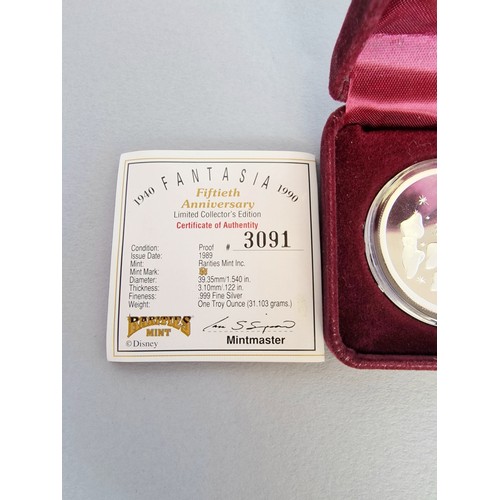 1940 FANTASIA 1990
Fiftieth
Anniversary
Limited Collector's Edition
Certificate of Authenticity
Condition: Proof # 3091
Issue Date: 1989
Mint: Rarities Mint Inc.
Mint Mark:
Diameter: 39.35mm/1.540 in.
Thickness: 3.10mm/.122 in.
Fineness: .999 Fine Silver
Weight: One Troy Ounce (31.103 grams.)
RARITIES
MINT
© Disney
Mintmaster